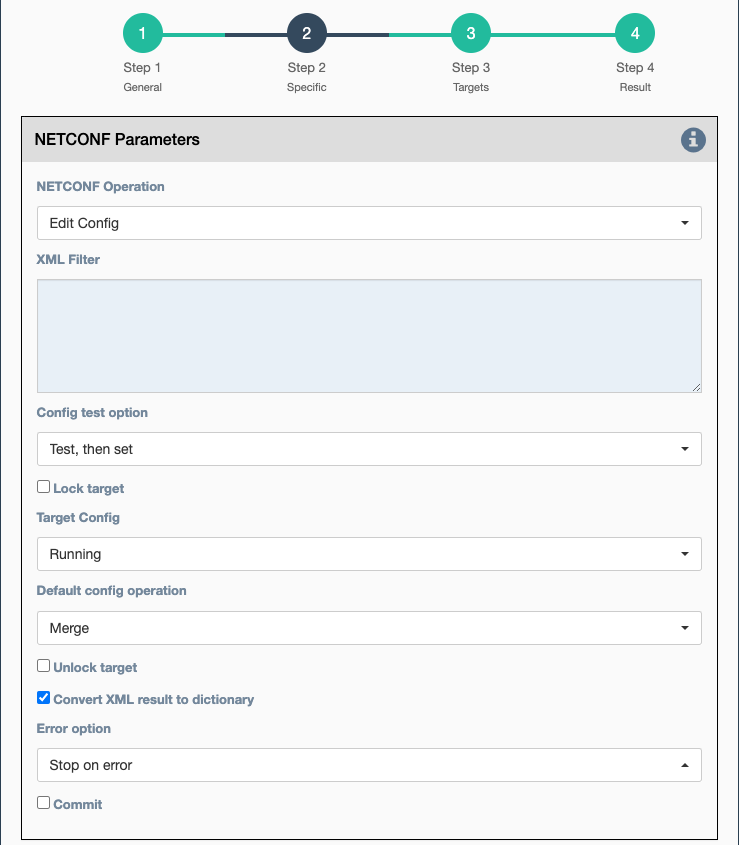 1 2 3 4
Step 1 Step 2 Step 3 Step 4
General Specific Targets Result
NETCONF Parameters
NETCONF Operation
Edit Config
XML Filter
Config test option
Test, then set
Lock target
Target Config
Running
Default config operation
Merge
Unlock target
Convert XML result to dictionary
Error option
Stop on error
Commit